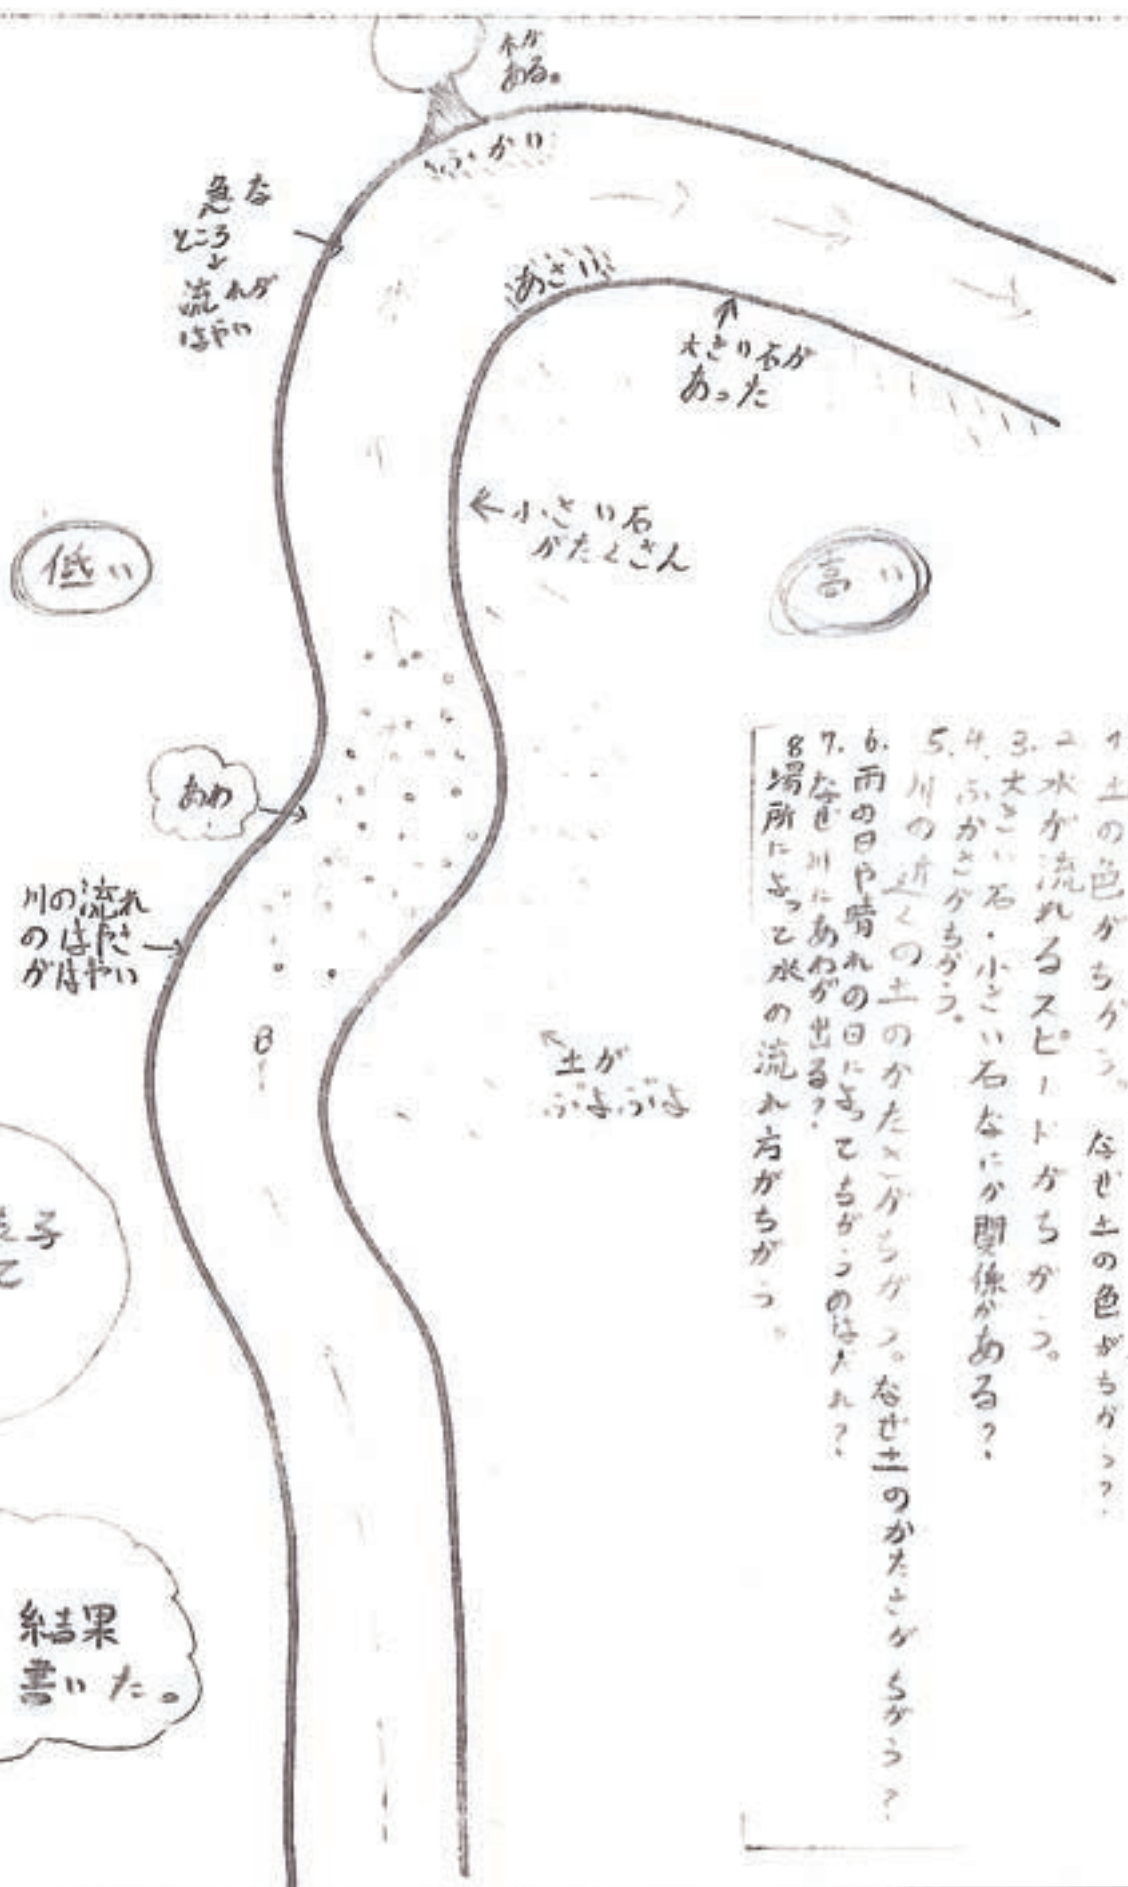 木が
ある。
ふかい
急な
ところ
↓
流れが
はやい
あさい
↑
大きい石が
あった
←小さい石
がたくさん
低い
高い
あわ
川の流れ
のはたさ
がはやい
土が
ぶよぶよ
結果
書いた。
1 土の色がちがう。なぜ土の色がちがう?
2 水が流れるスピードがちがう。
3. 大きい石・小さい石なにか関係がある?
4. ふかさがちがう。
5. 川の近くの土のかたさがちがう。なぜ土のかたさがちがう?
6. 雨の日や晴れの日によってちがうのはたれ?
7. なぜ川にあわが出る?
8 場所によって水の流れ方がちがう。